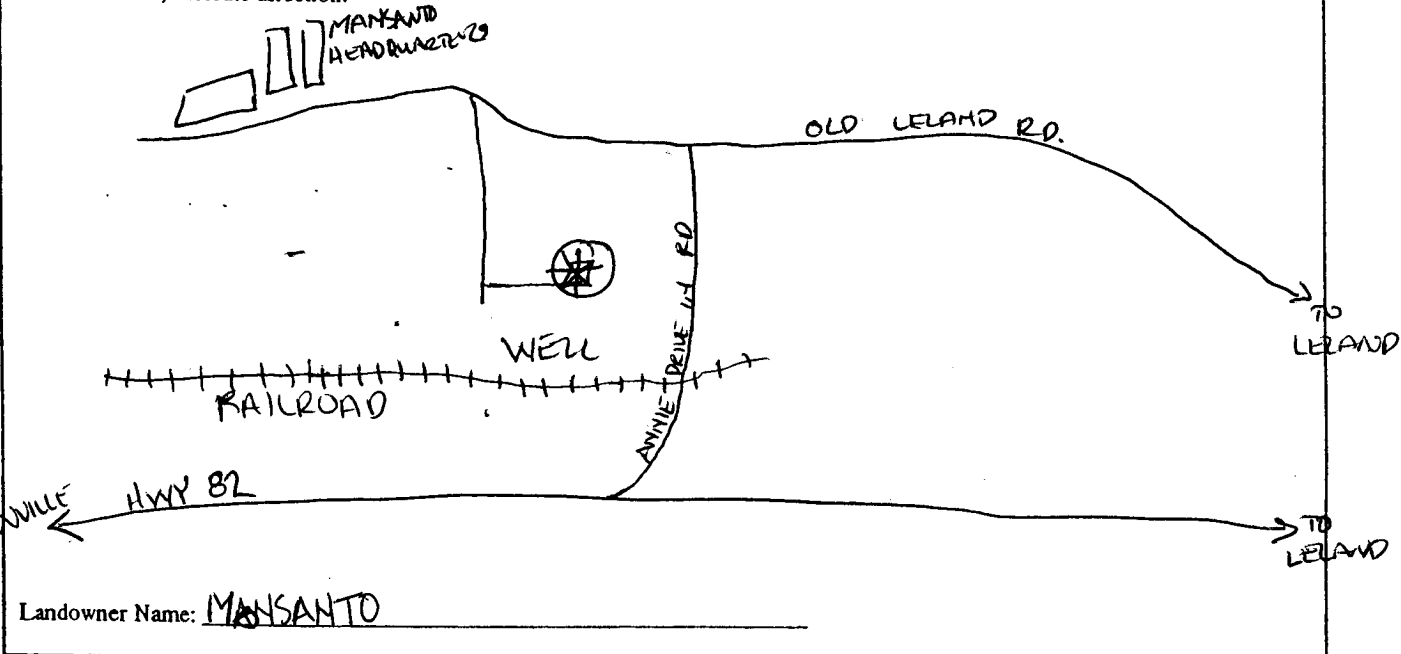 MANSANTO
HEADQUARTERS
OLD LELAND RD.
ANNIE DRIVE IN RD
TO
LELAND
WELL
RAILROAD
HWY 82
TO
LELAND
Landowner Name: MANSANTO